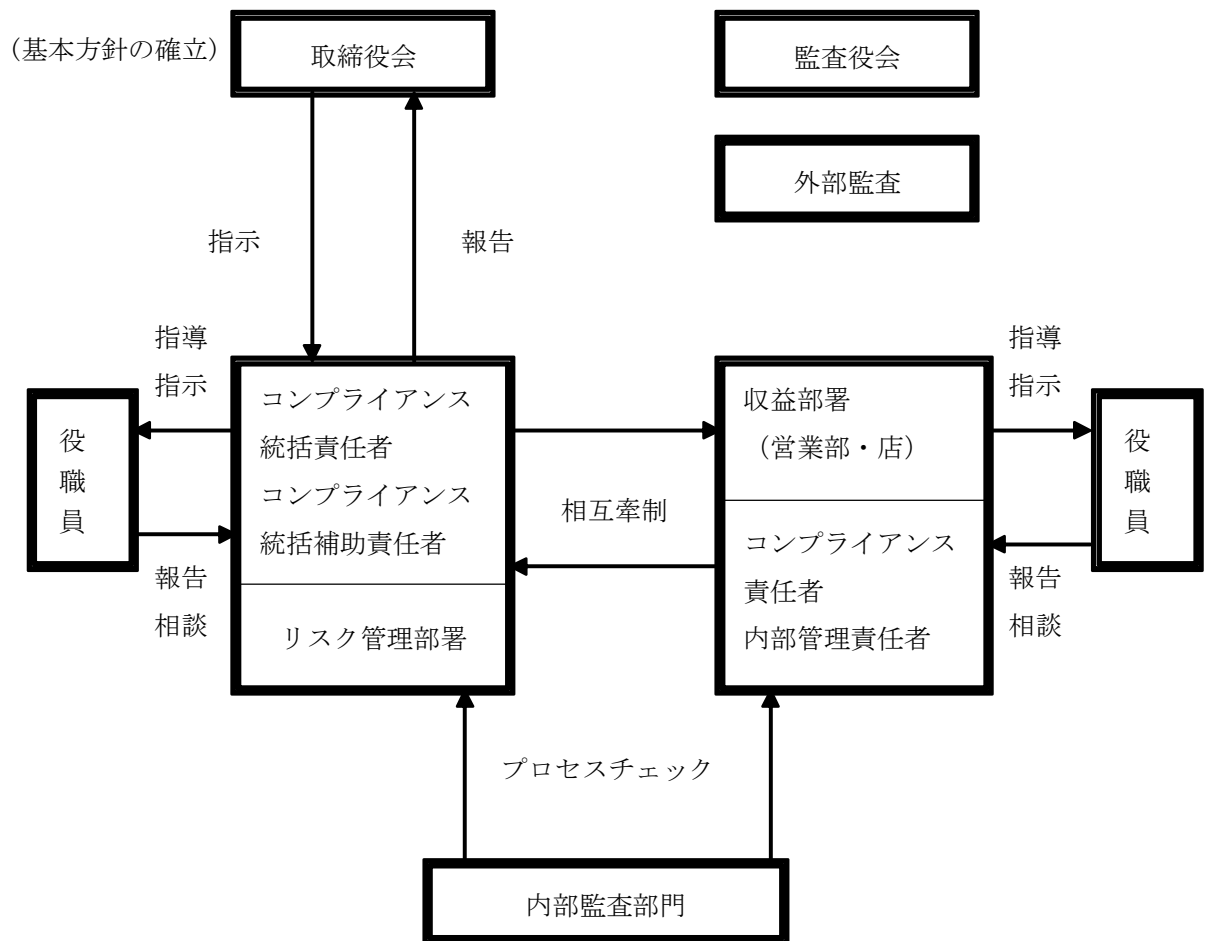 (基本方針の確立)
取締役会
監査役会
外部監査
指示
報告
指導
指示
役職員
報告
相談
コンプライアンス
統括責任者
コンプライアンス
統括補助責任者
リスク管理部署
相互牽制
収益部署
（営業部・店）
コンプライアンス
責任者
内部管理責任者
指導
指示
役職員
報告
相談
プロセスチェック
内部監査部門